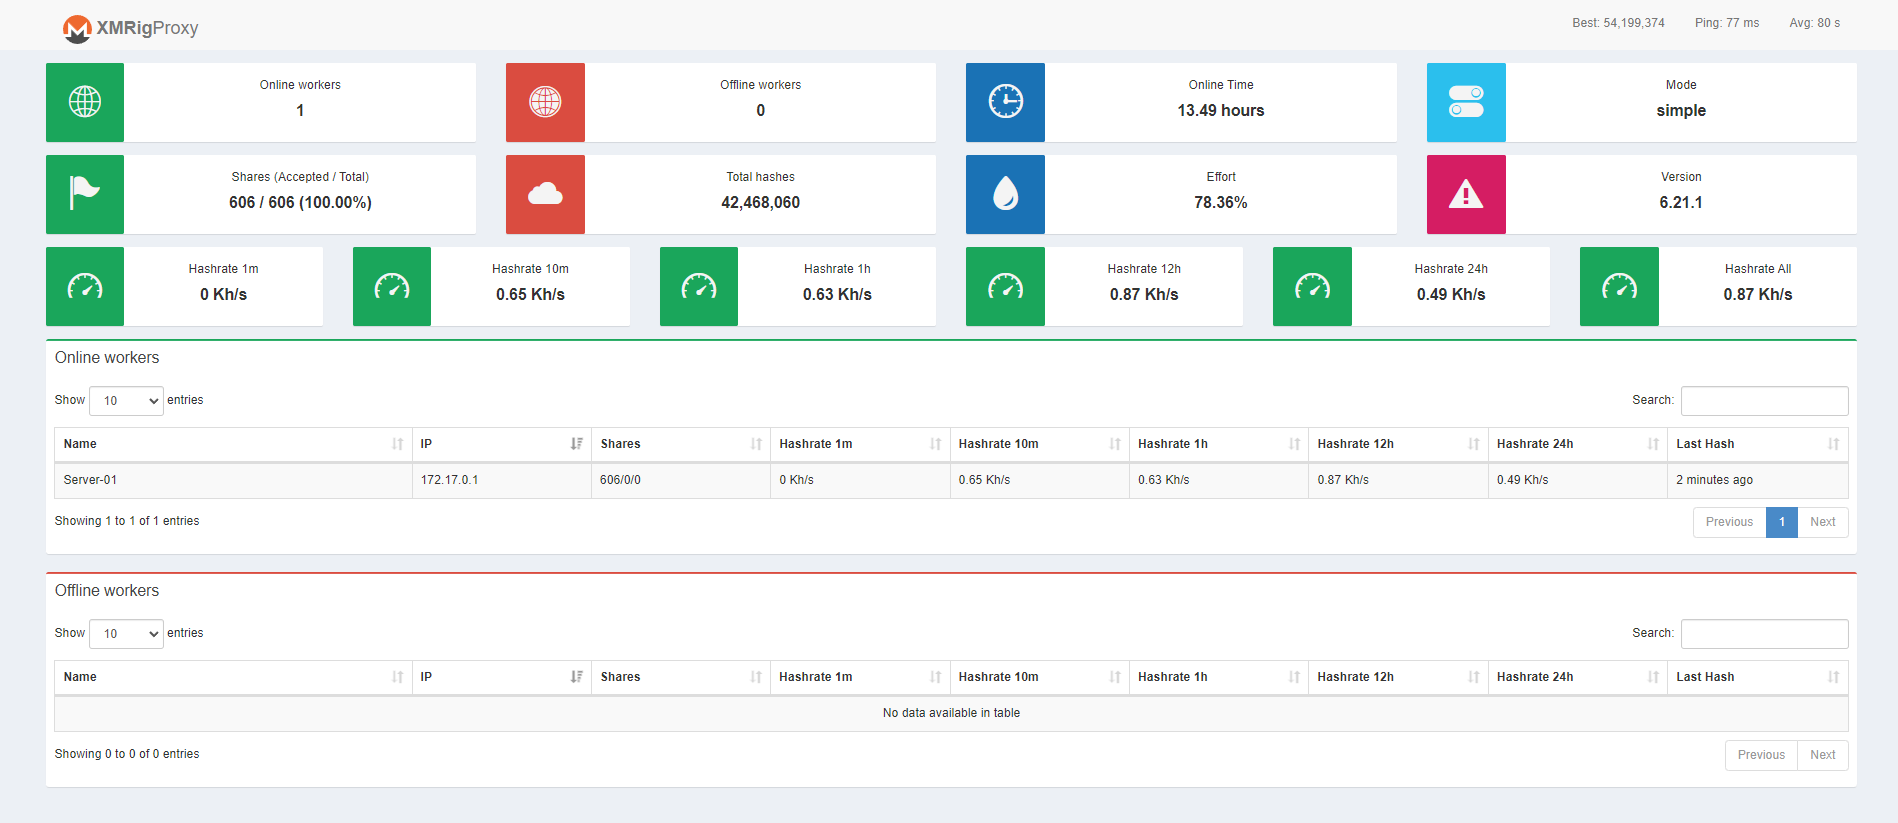 XMRigProxy
Best: 54,199,374 Ping: 77 ms Avg: 80 s
Online workers
1
Offline workers
0
Online Time
13.49 hours
Mode
simple
Shares (Accepted / Total)
606 / 606 (100.00%)
Total hashes
42,468,060
Effort
78.36%
Version
6.21.1
Hashrate 1m
0 Kh/s
Hashrate 10m
0.65 Kh/s
Hashrate 1h
0.63 Kh/s
Hashrate 12h
0.87 Kh/s
Hashrate 24h
0.49 Kh/s
Hashrate All
0.87 Kh/s
Online workers
Show 10 entries Search:
Name IP Shares Hashrate 1m Hashrate 10m Hashrate 1h Hashrate 12h Hashrate 24h Last Hash
Server-01 172.17.0.1 606/0/0 0 Kh/s 0.65 Kh/s 0.63 Kh/s 0.87 Kh/s 0.49 Kh/s 2 minutes ago
Showing 1 to 1 of 1 entries Previous 1 Next
Offline workers
Show 10 entries Search:
Name IP Shares Hashrate 1m Hashrate 10m Hashrate 1h Hashrate 12h Hashrate 24h Last Hash
No data available in table
Showing 0 to 0 of 0 entries Previous Next